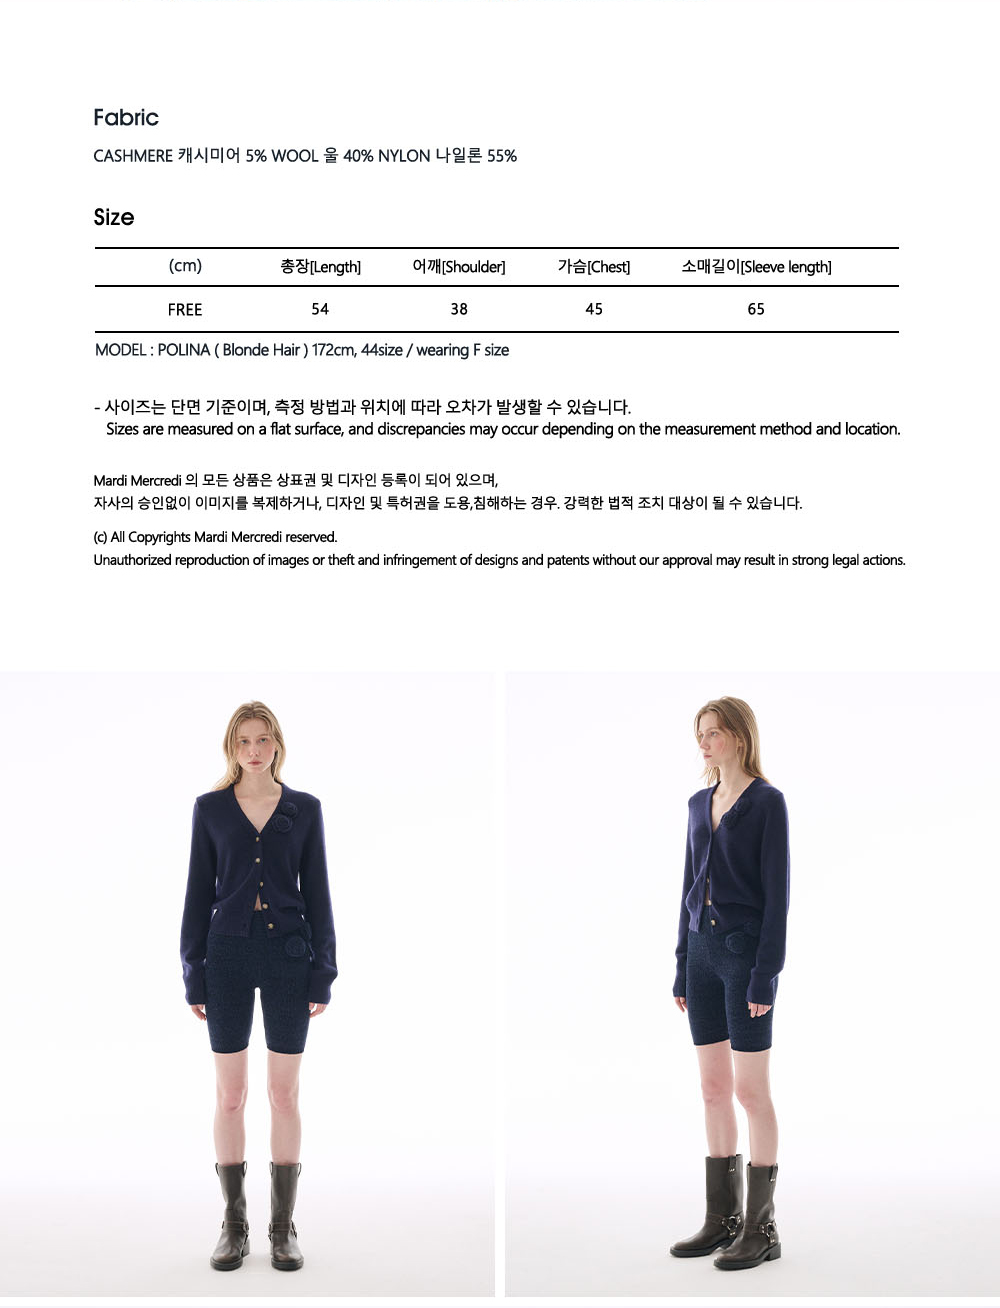 Fabric
CASHMERE 캐시미어 5% WOOL 울 40% NYLON 나일론 55%
Size
(cm) 총장[Length] 어깨[Shoulder] 가슴[Chest] 소매길이[Sleeve length]
FREE 54 38 45 65
MODEL : POLINA ( Blonde Hair ) 172cm, 44size / wearing F size
- 사이즈는 단면 기준이며, 측정 방법과 위치에 따라 오차가 발생할 수 있습니다.
Sizes are measured on a flat surface, and discrepancies may occur depending on the measurement method and location.
Mardi Mercredi 의 모든 상품은 상표권 및 디자인 등록이 되어 있으며,
자사의 승인없이 이미지를 복제하거나, 디자인 및 특허권을 도용,침해하는 경우. 강력한 법적 조치 대상이 될 수 있습니다.
(c) All Copyrights Mardi Mercredi reserved.
Unauthorized reproduction of images or theft and infringement of designs and patents without our approval may result in strong legal actions.